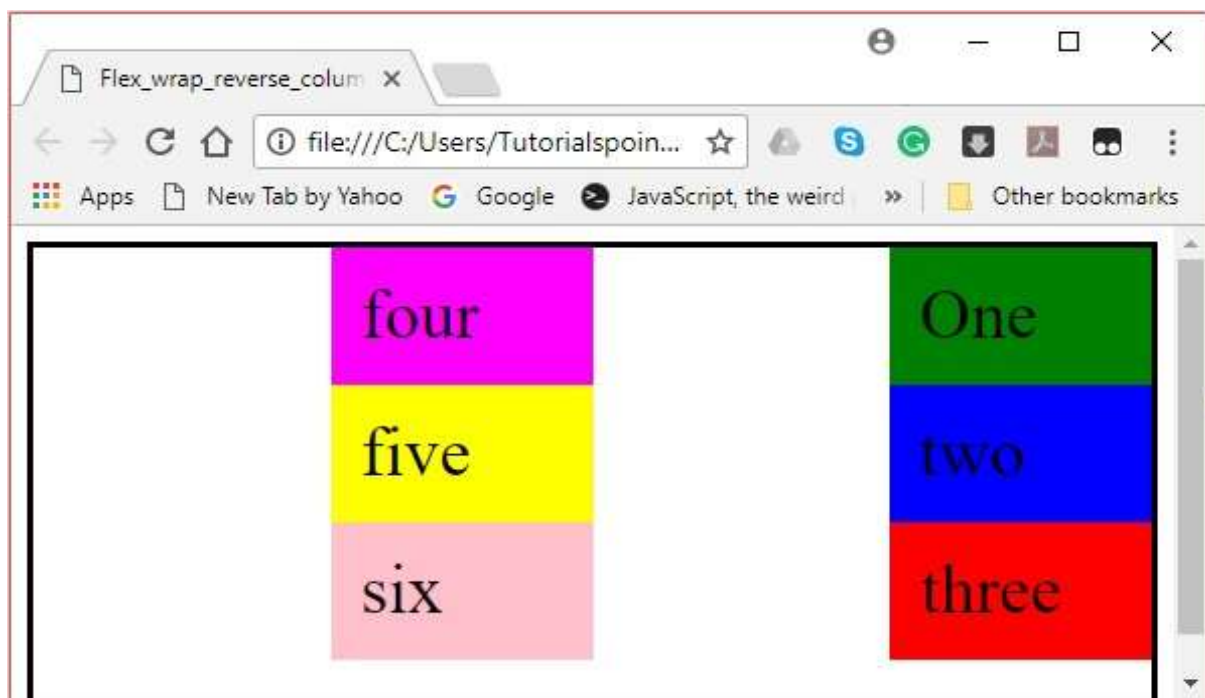 Flex_wrap_reverse_colum
file:///C:/Users/Tutorialspoin...
Apps New Tab by Yahoo Google JavaScript, the weird » Other bookmarks
four One
five two
six three